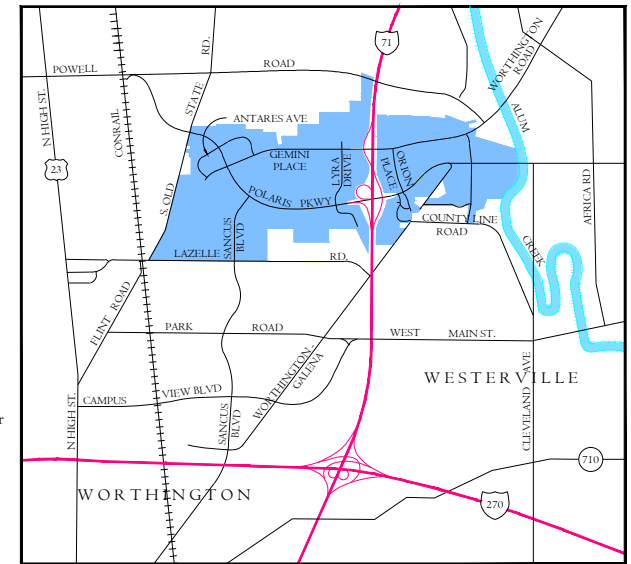 71
POWELL
ROAD
STATE
RD.
WORTHINGTON
ROAD
N HIGH ST.
CONRAIL
ALUM
ANTARES AVE
23
GEMINI
PLACE
LYRA
DRIVE
ORION
PLACE
POLARIS PKWY
S. OLD
AFRICA RD
COUNTY LINE
ROAD
SANCUS
BLVD
LAZELLE
RD.
CREEK
FLINT ROAD
PARK
ROAD
WEST
MAIN ST.
WORTHINGTON -
GALENA
WESTERVILLE
CLEVELAND AVE
CAMPUS
VIEW BLVD
N HIGH ST.
SANCUS
BLVD
r
710
WORTHINGTON
270